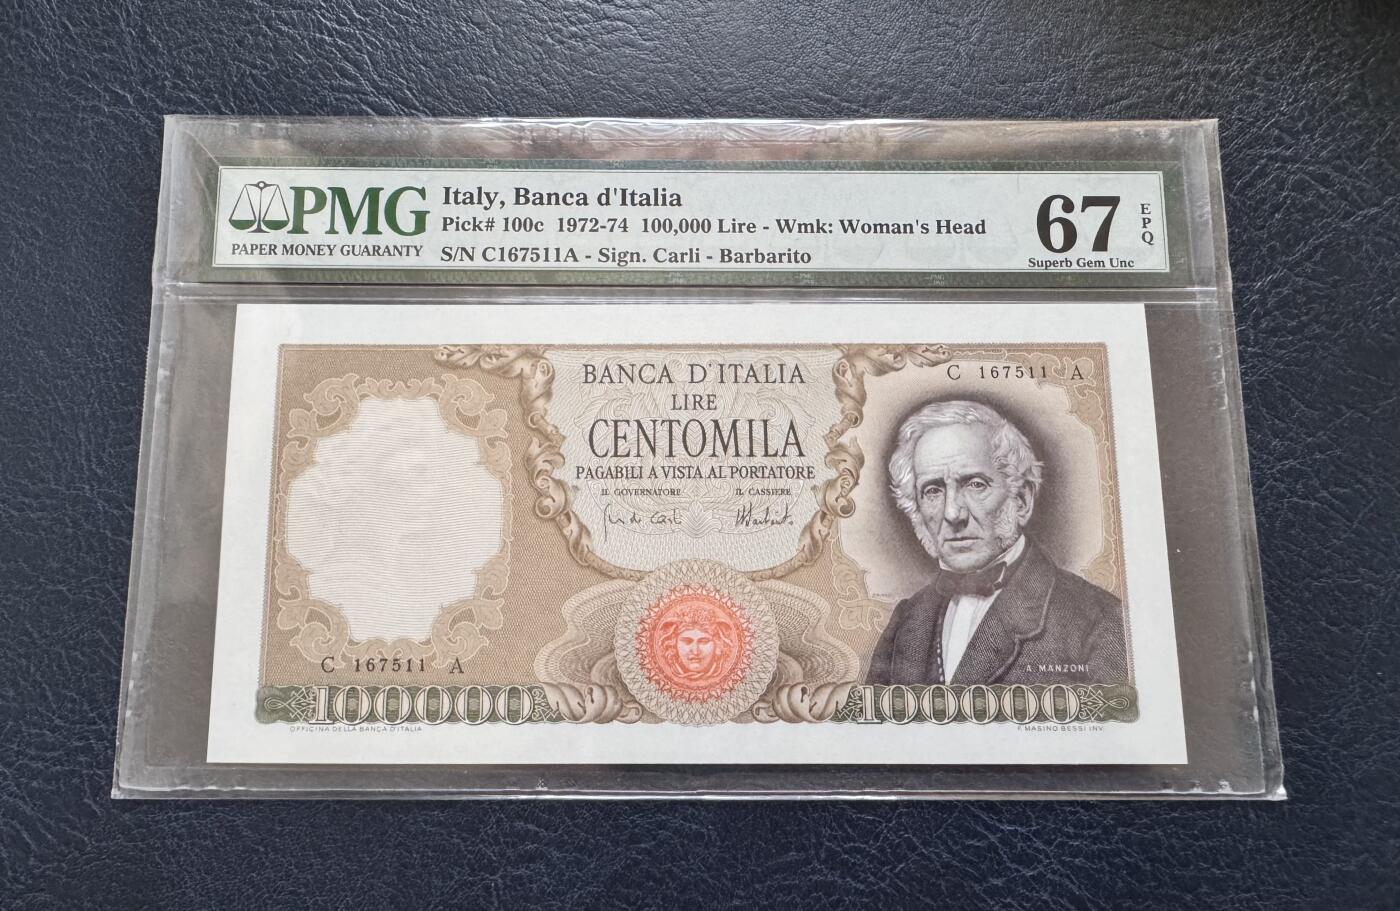 PMG
PAPER MONEY GUARANTY
Italy, Banca d'Italia
Pick# 100c 1972-74 100,000 Lire - Wmk: Woman's Head
S/N C167511A - Sign. Carli - Barbarito
67
EPQ
Superb Gem Unc
BANCA D'ITALIA
LIRE
CENTOMILA
PAGABILI A VISTA AL PORTATORE
IL GOVERNATORE IL CASSIERE
C 167511 A
C 167511 A
A. MANZONI
100000 100000
OFFICINA DELLA BANCA D'ITALIA
F. MASINO BESSI INV.